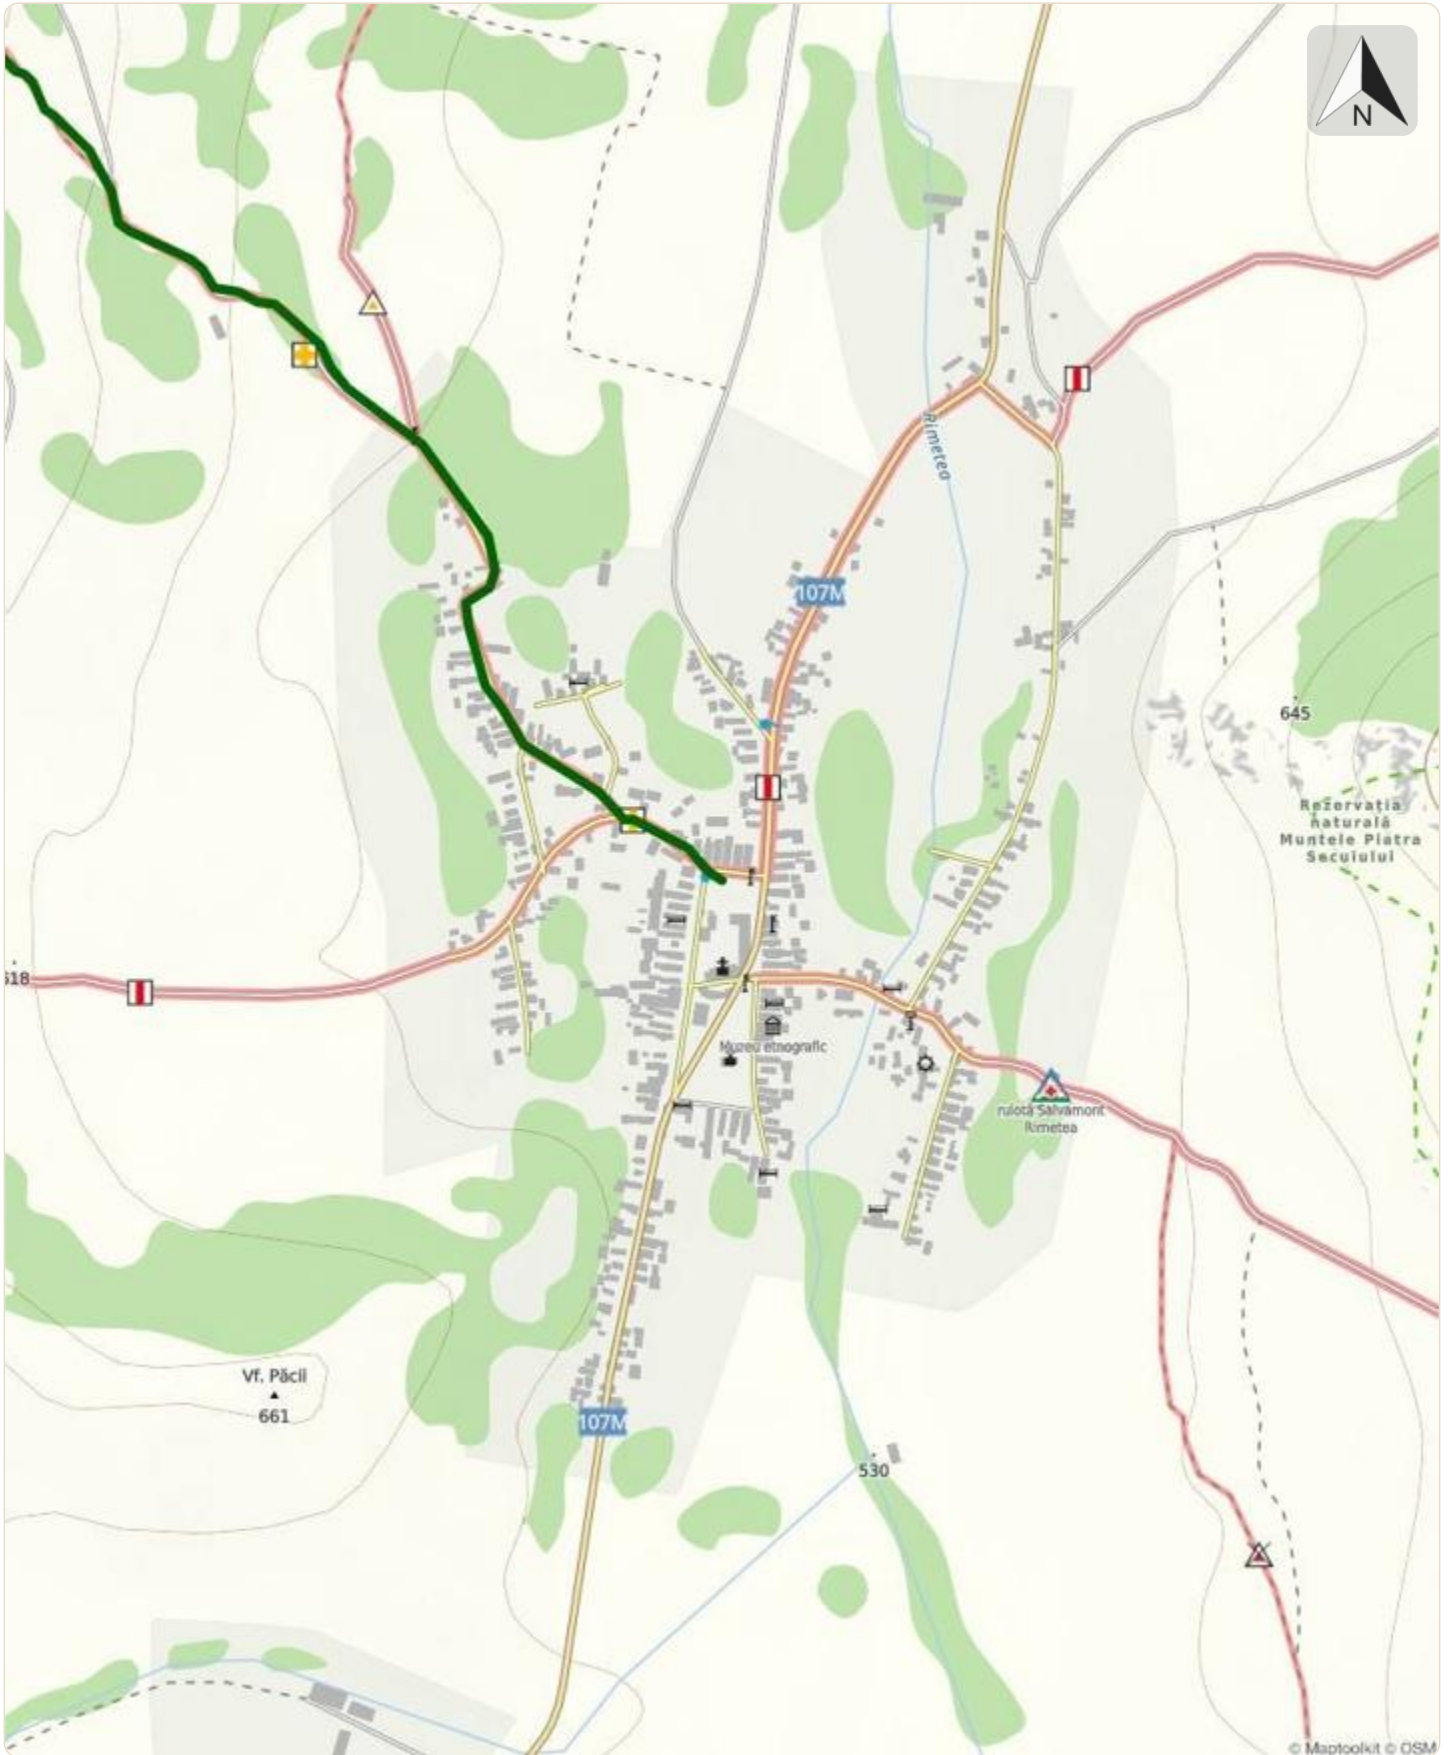 N
Rimetea
107M
645
Rezervația
naturală
Muntele Piatra
Secuiului
618
Muzeu etnografic
rulotă Salvamont
Rimetea
Vf. Păcii
661
107M
530
© Maptoolkit © OSM